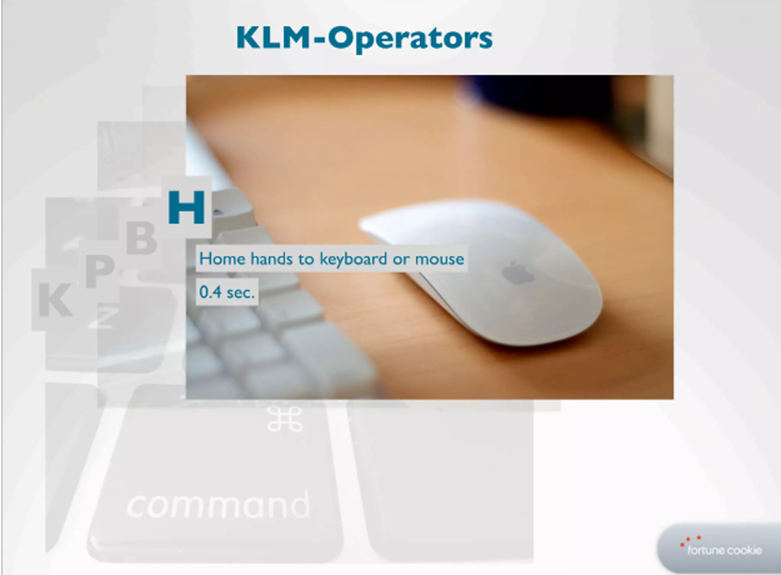 KLM-Operators
H
Home hands to keyboard or mouse
0.4 sec.
B
P
K
Z
command
fortune cookie